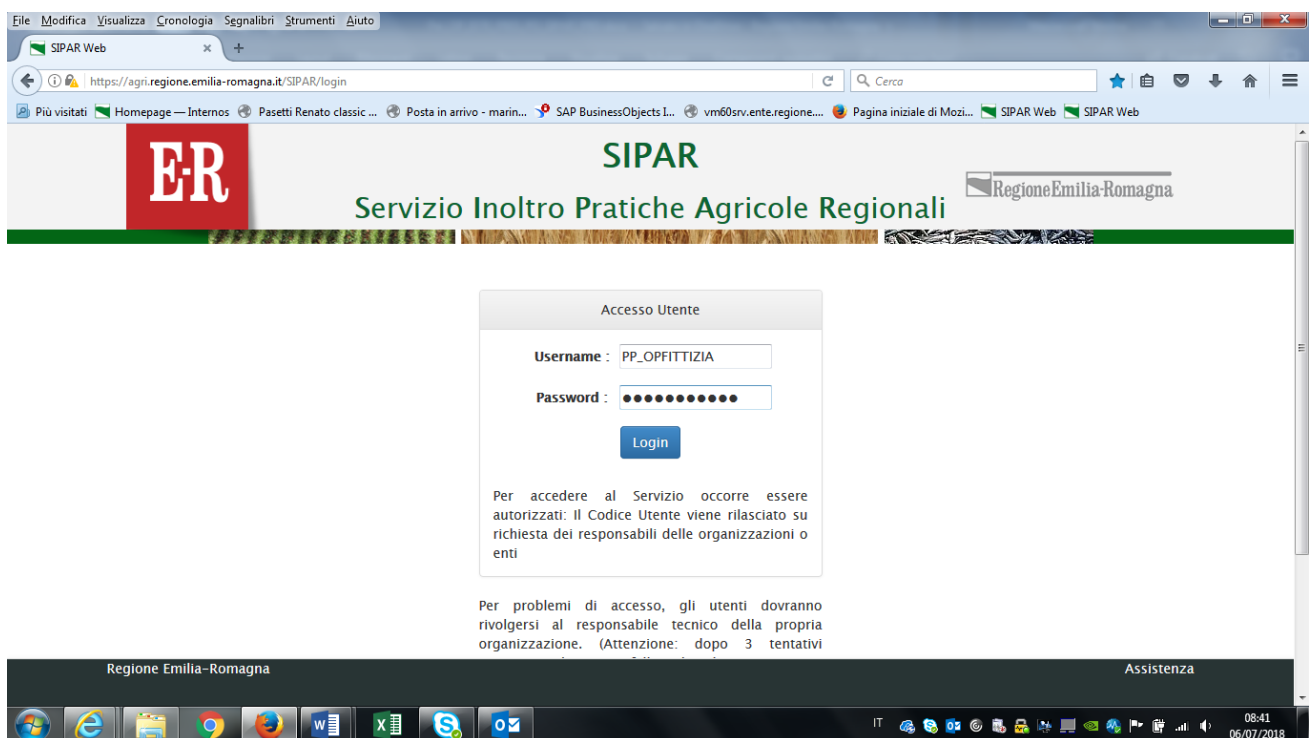 File Modifica Visualizza Cronologia Segnalibri Strumenti Aiuto
SIPAR Web
https://agri.regione.emilia-romagna.it/SIPAR/login
Cerca
Più visitati Homepage — Internos Pasetti Renato classic ... Posta in arrivo - marin... SAP BusinessObjects I... vm60srv.ente.regione.... Pagina iniziale di Mozi... SIPAR Web SIPAR Web
E-R
SIPAR
Servizio Inoltro Pratiche Agricole Regionali
RegioneEmilia-Romagna
Accesso Utente
Username : PP_OPFITTIZIA
Password : ●●●●●●●●●●●
Login
Per accedere al Servizio occorre essere
autorizzati: Il Codice Utente viene rilasciato su
richiesta dei responsabili delle organizzazioni o
enti
Per problemi di accesso, gli utenti dovranno
rivolgersi al responsabile tecnico della propria
organizzazione. (Attenzione: dopo 3 tentativi
Regione Emilia-Romagna
Assistenza
IT
08:41
06/07/2018